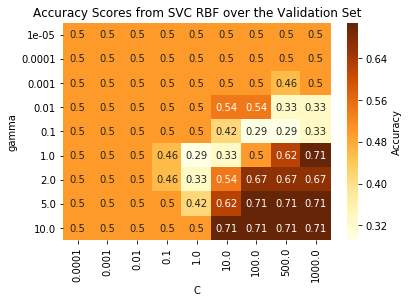 Accuracy Scores from SVC RBF over the Validation Set
1e-05 0.5 0.5 0.5 0.5 0.5 0.5 0.5 0.5 0.5
0.0001 0.5 0.5 0.5 0.5 0.5 0.5 0.5 0.5 0.5
0.001 0.5 0.5 0.5 0.5 0.5 0.5 0.5 0.46 0.5
0.01 0.5 0.5 0.5 0.5 0.5 0.54 0.54 0.33 0.33
0.1 0.5 0.5 0.5 0.5 0.5 0.42 0.29 0.29 0.33
1.0 0.5 0.5 0.5 0.46 0.29 0.33 0.5 0.62 0.71
2.0 0.5 0.5 0.5 0.46 0.33 0.54 0.67 0.67 0.67
5.0 0.5 0.5 0.5 0.5 0.42 0.62 0.71 0.71 0.71
10.0 0.5 0.5 0.5 0.5 0.5 0.71 0.71 0.71 0.71
0.0001 0.001 0.01 0.1 1.0 10.0 100.0 500.0 1000.0
C
gamma
0.64
0.56
0.48
0.40
0.32
Accuracy